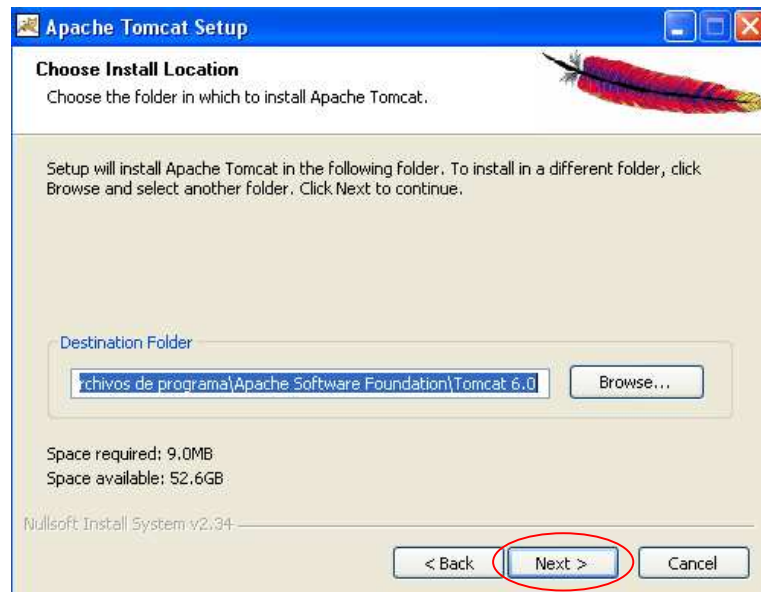 Apache Tomcat Setup
Choose Install Location
Choose the folder in which to install Apache Tomcat.
Setup will install Apache Tomcat in the following folder. To install in a different folder, click
Browse and select another folder. Click Next to continue.
Destination Folder
rchivos de programa\Apache Software Foundation\Tomcat 6.0
Browse...
Space required: 9.0MB
Space available: 52.6GB
Nullsoft Install System v2.34
< Back
Next >
Cancel